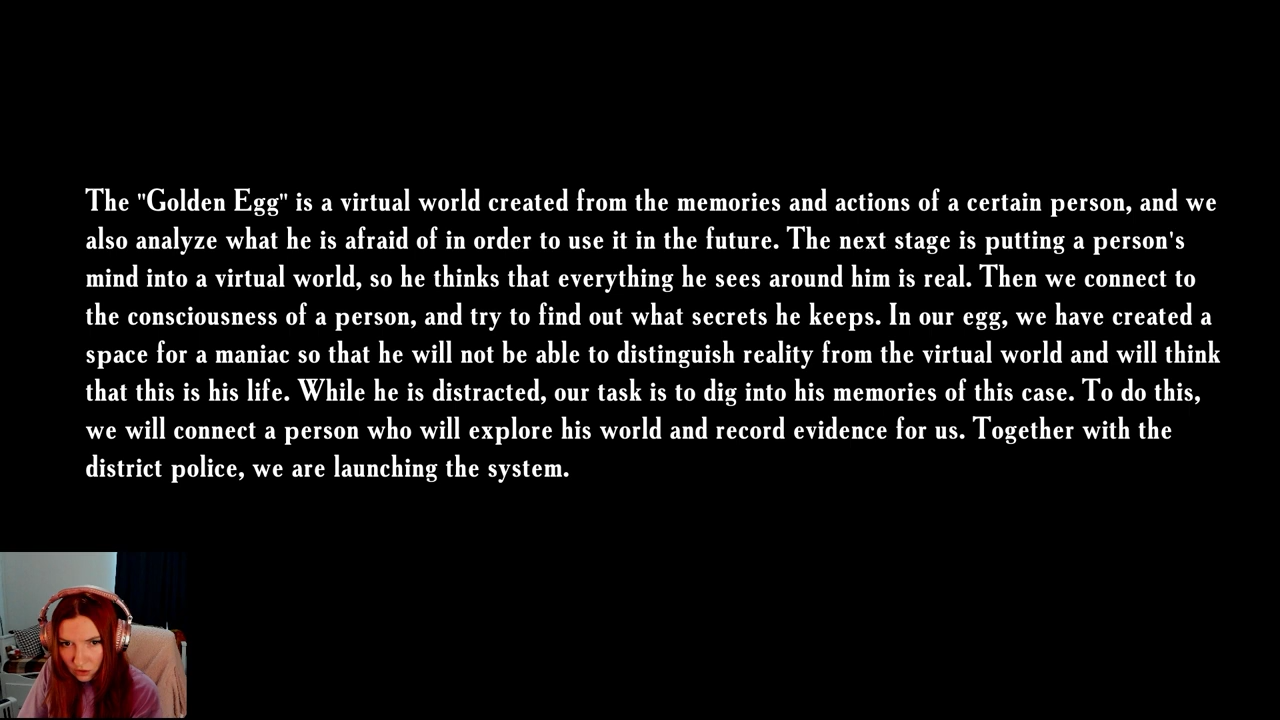 The "Golden Egg" is a virtual world created from the memories and actions of a certain person, and we
also analyze what he is afraid of in order to use it in the future. The next stage is putting a person's
mind into a virtual world, so he thinks that everything he sees around him is real. Then we connect to
the consciousness of a person, and try to find out what secrets he keeps. In our egg, we have created a
space for a maniac so that he will not be able to distinguish reality from the virtual world and will think
that this is his life. While he is distracted, our task is to dig into his memories of this case. To do this,
we will connect a person who will explore his world and record evidence for us. Together with the
district police, we are launching the system.